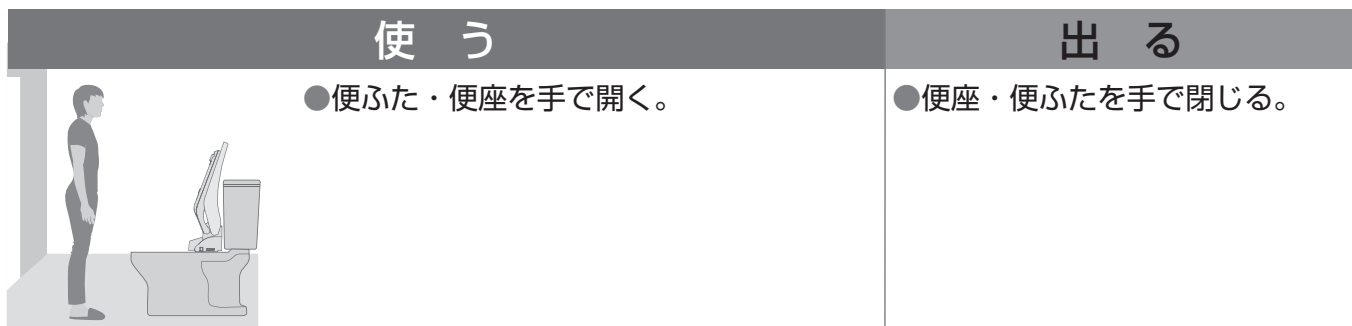 使 う
出 る
●便ふた・便座を手で開く。
●便座・便ふたを手で閉じる。